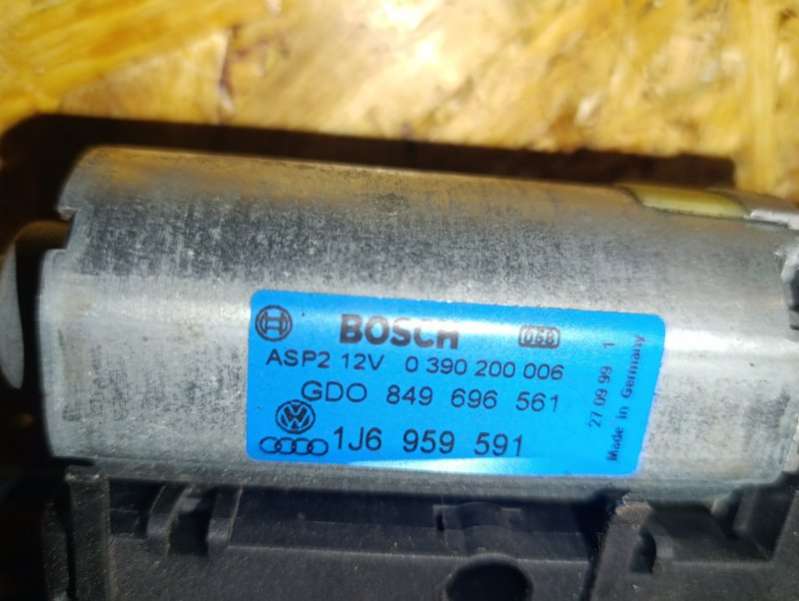 BOSCH 068
ASP2 12V 0 390 200 006
GDO 849 696 561
1J6 959 591
27 09 99 1
Made in Germany